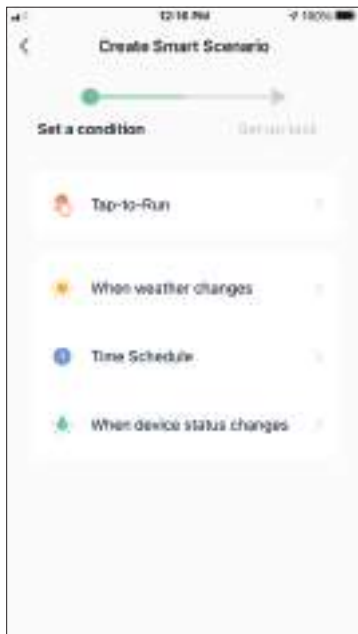 12:16 PM 100%
Create Smart Scenario
Set a condition
Tap-to-Run
When weather changes
Time Schedule
When device status changes